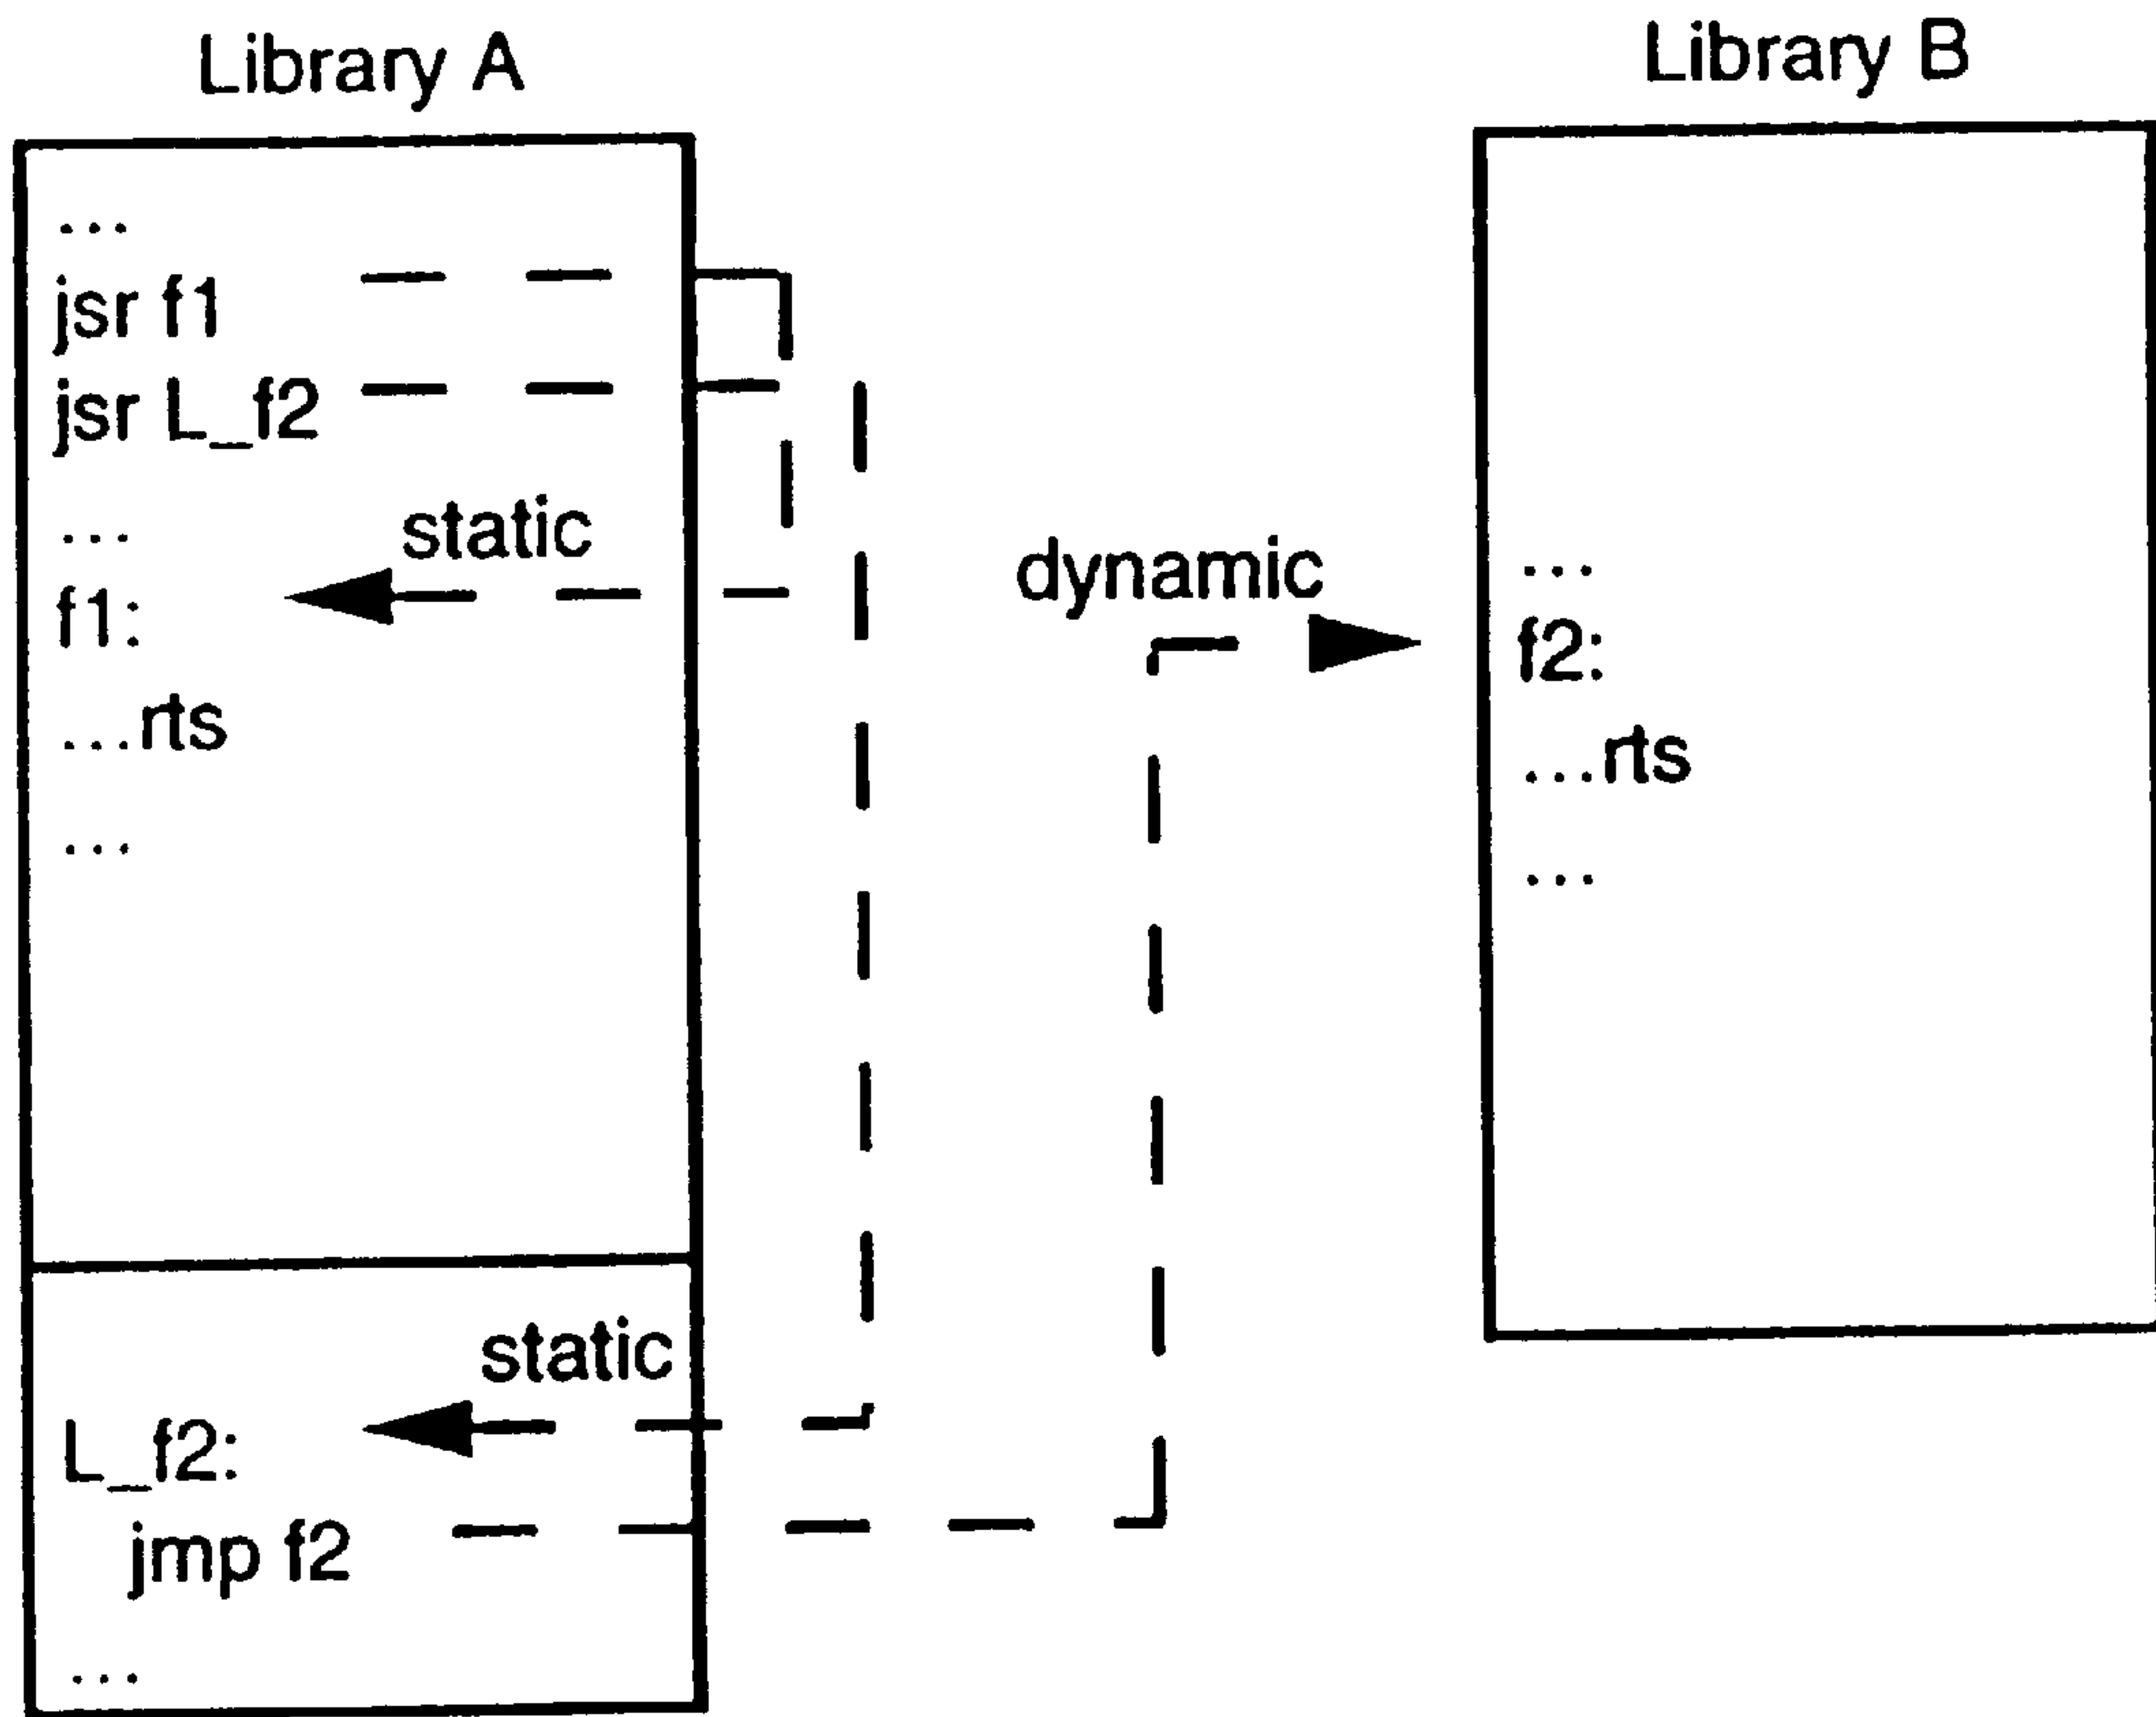 Library A
...
jsr f1
jsr L_f2
...
static
f1:
...rts
...
static
L_f2:
jmp f2
...
dynamic
Library B
...
f2:
...rts
...